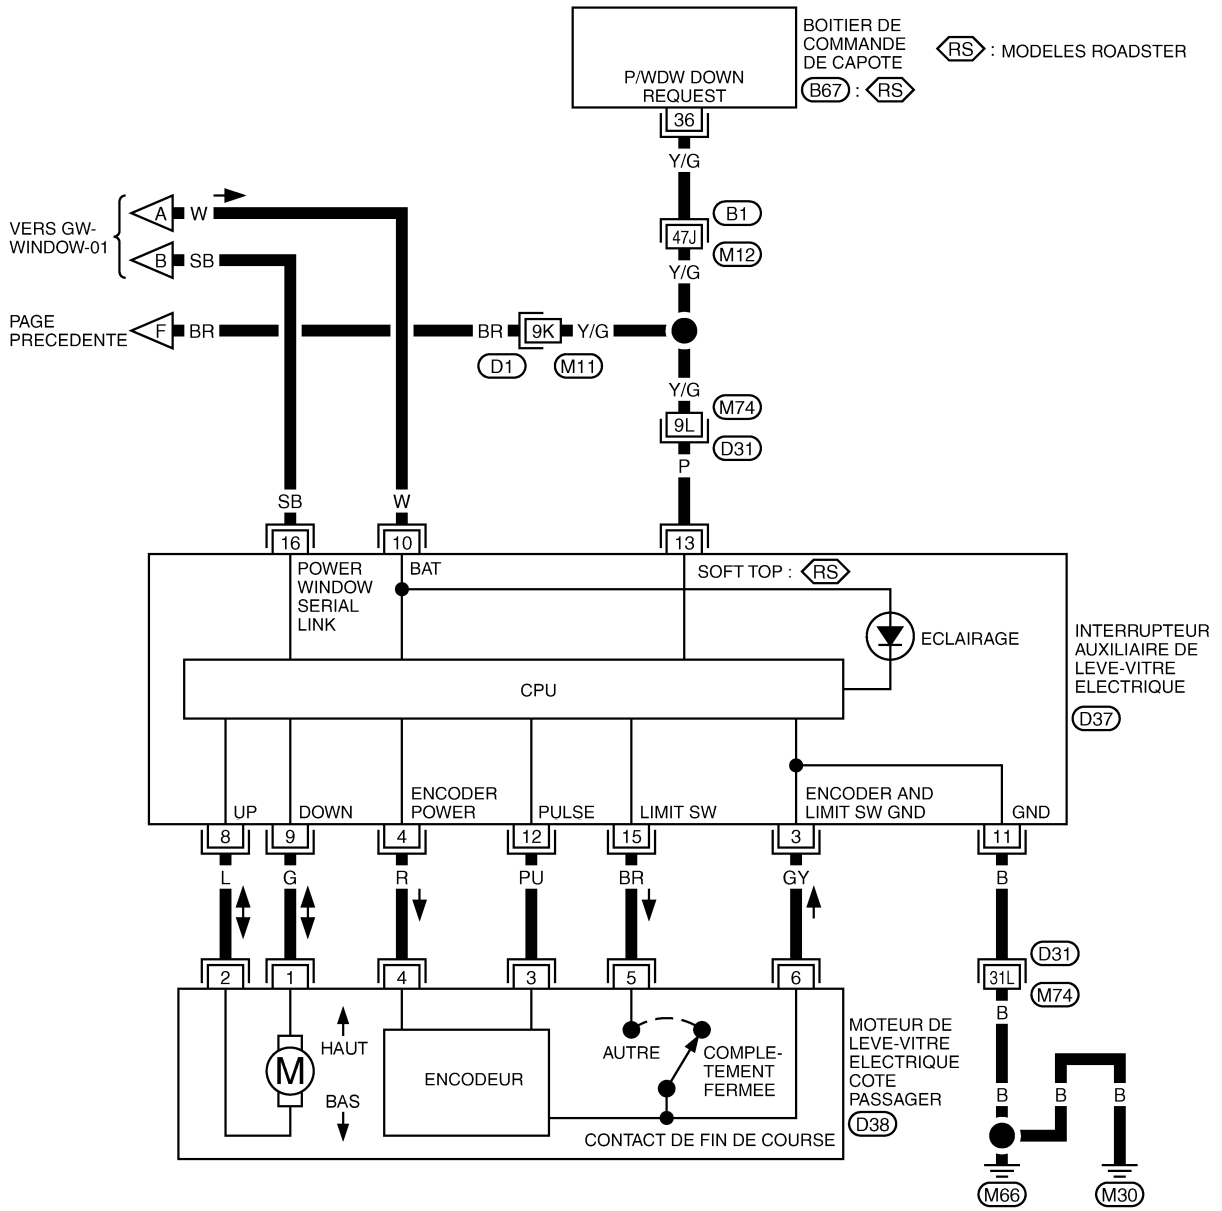 BOITIER DE
COMMANDE
DE CAPOTE
B67 : RS
RS : MODELES ROADSTER
P/WDW DOWN
REQUEST
36
Y/G
B1
47J
M12
Y/G
VERS GW-
WINDOW-01
A W
B SB
PAGE
PRECEDENTE
F BR
BR 9K Y/G
D1 M11
Y/G
M74
9L
D31
P
SB W
16 10 13
POWER
WINDOW
SERIAL
LINK
BAT
SOFT TOP : RS
ECLAIRAGE
CPU
INTERRUPTEUR
AUXILIAIRE DE
LEVE-VITRE
ELECTRIQUE
D37
UP
DOWN
ENCODER
POWER
PULSE
LIMIT SW
ENCODER AND
LIMIT SW GND
GND
8 9 4 12 15 3 11
L G R PU BR GY B
2 1 4 3 5 6
D31
31L
M74
B
HAUT
M
BAS
ENCODEUR
AUTRE
COMPLE-
TEMENT
FERMEE
CONTACT DE FIN DE COURSE
MOTEUR DE
LEVE-VITRE
ELECTRIQUE
COTE
PASSAGER
D38
B B B
M66 M30